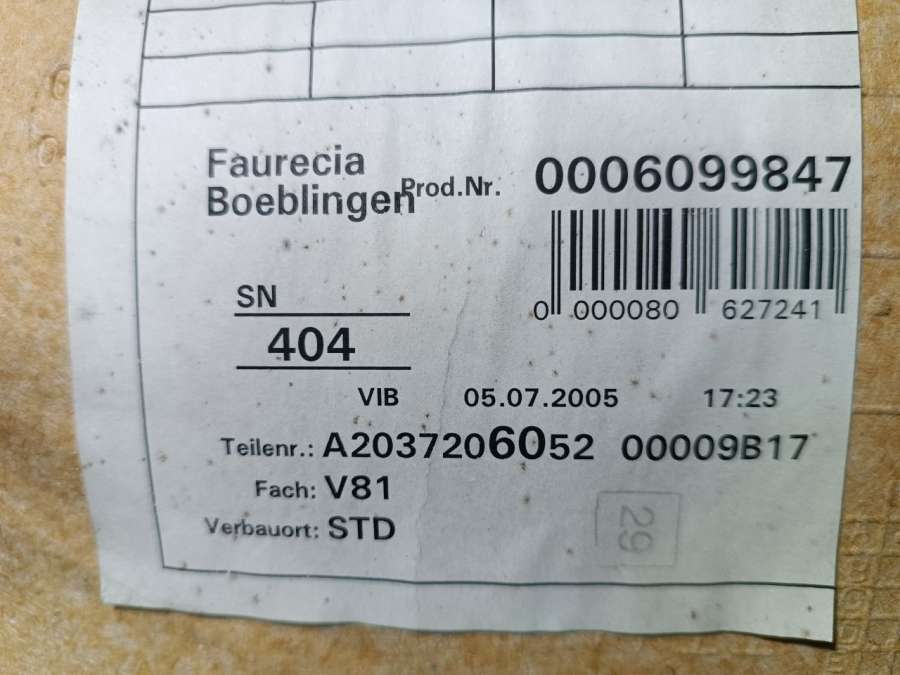 Faurecia
Boeblingen Prod.Nr. 0006099847
0 000080 627241
SN
404
VIB 05.07.2005 17:23
Teilenr.: A2037206052 00009B17
Fach: V81
Verbauort: STD
29